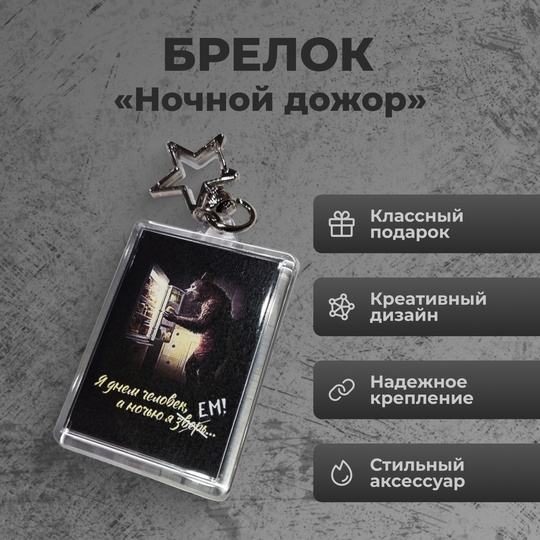 БРЕЛОК
«Ночной дожор»
Классный
подарок
Креативный
дизайн
Надежное
крепление
Стильный
аксессуар
Я днем человек,
а ночью я зверь...
ЕМ!